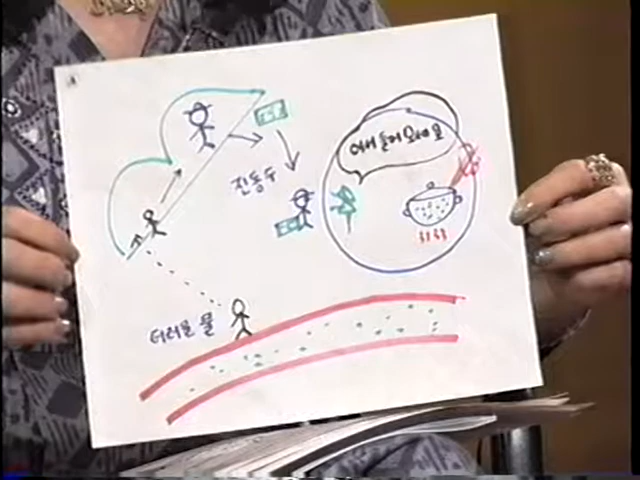 어서 들어 오세요
진동수
더러운 물